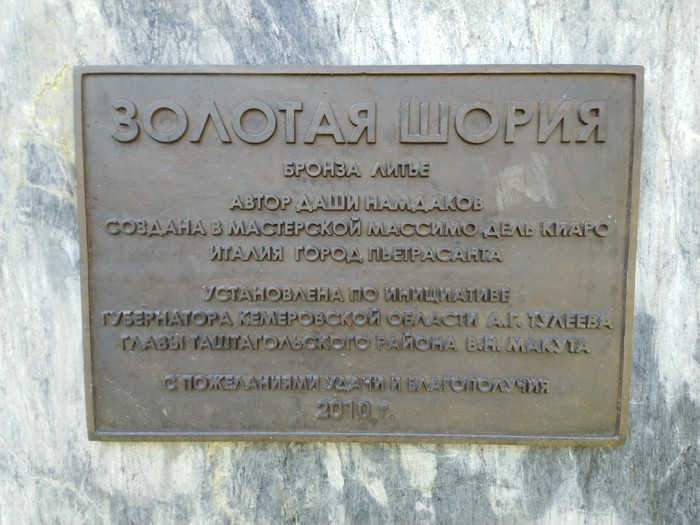 ЗОЛОТАЯ ШОРИЯ
БРОНЗА ЛИТЬЕ
АВТОР ДАШИ НАМДАКОВ
СОЗДАНА В МАСТЕРСКОЙ МАССИМО ДЕЛЬ КИАРО
ИТАЛИЯ ГОРОД ПЬЕТРАСАНТА
УСТАНОВЛЕНА ПО ИНИЦИАТИВЕ
ГУБЕРНАТОРА КЕМЕРОВСКОЙ ОБЛАСТИ А.Г. ТУЛЕЕВА
ГЛАВЫ ТАШТАГОЛЬСКОГО РАЙОНА В.Н. МАКУТА
С ПОЖЕЛАНИЯМИ УДАЧИ И БЛАГОПОЛУЧИЯ
2010 г.